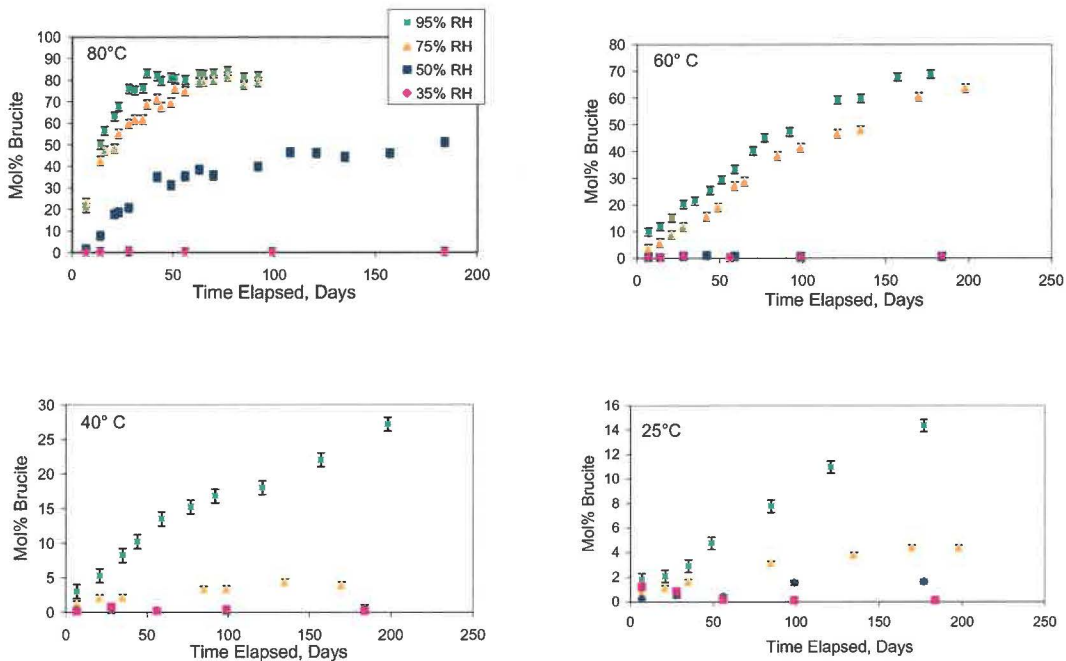 95% RH
75% RH
50% RH
35% RH
80°C
100
90
80
70
60
50
40
30
20
10
0
Mol% Brucite
0 50 100 150 200
Time Elapsed, Days
60° C
80
70
60
50
40
30
20
10
0
Mol% Brucite
0 50 100 150 200 250
Time Elapsed, Days
40° C
30
25
20
15
10
5
0
Mol% Brucite
0 50 100 150 200 250
Time Elapsed, Days
25°C
16
14
12
10
8
6
4
2
0
Mol% Brucite
0 50 100 150 200 250
Time Elapsed, Days